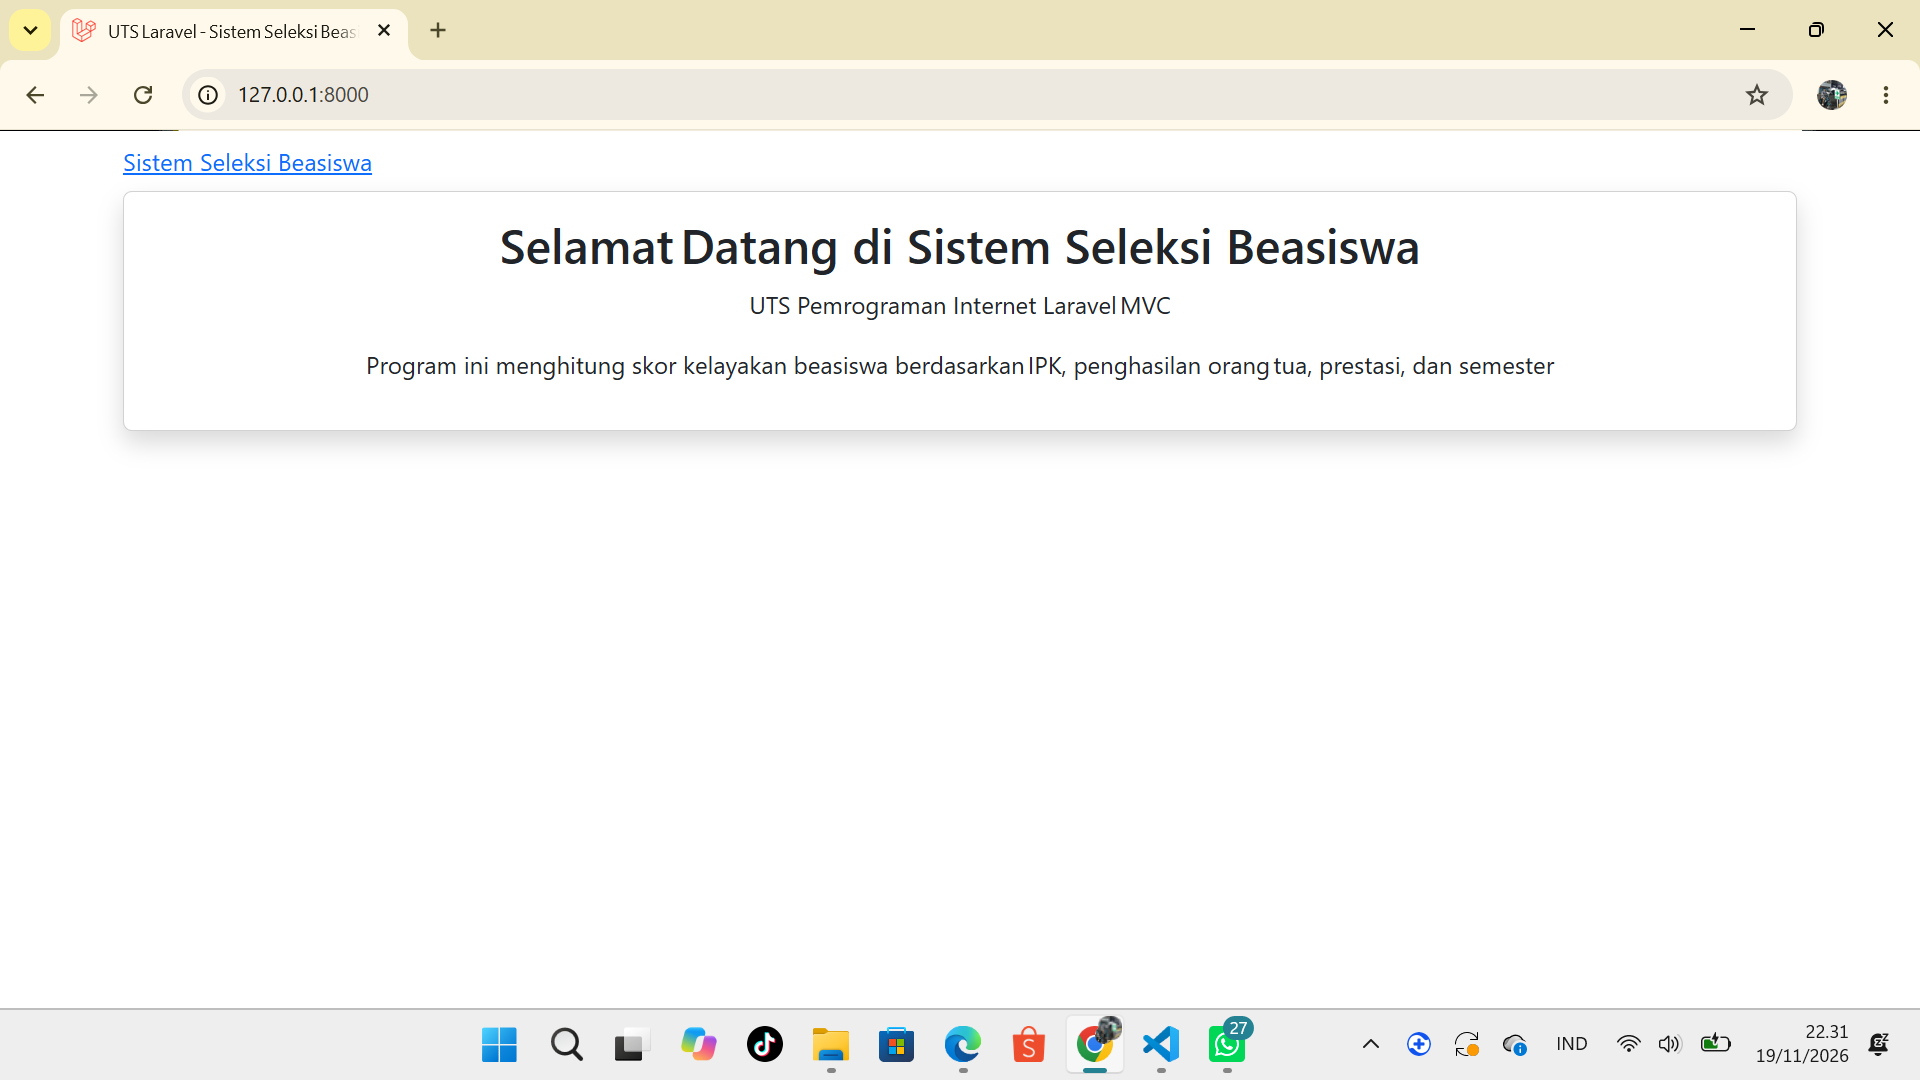 UTS Laravel - Sistem Seleksi Beas
127.0.0.1:8000
Sistem Seleksi Beasiswa
Selamat Datang di Sistem Seleksi Beasiswa
UTS Pemrograman Internet Laravel MVC
Program ini menghitung skor kelayakan beasiswa berdasarkan IPK, penghasilan orang tua, prestasi, dan semester
27
IND
22.31
19/11/2026